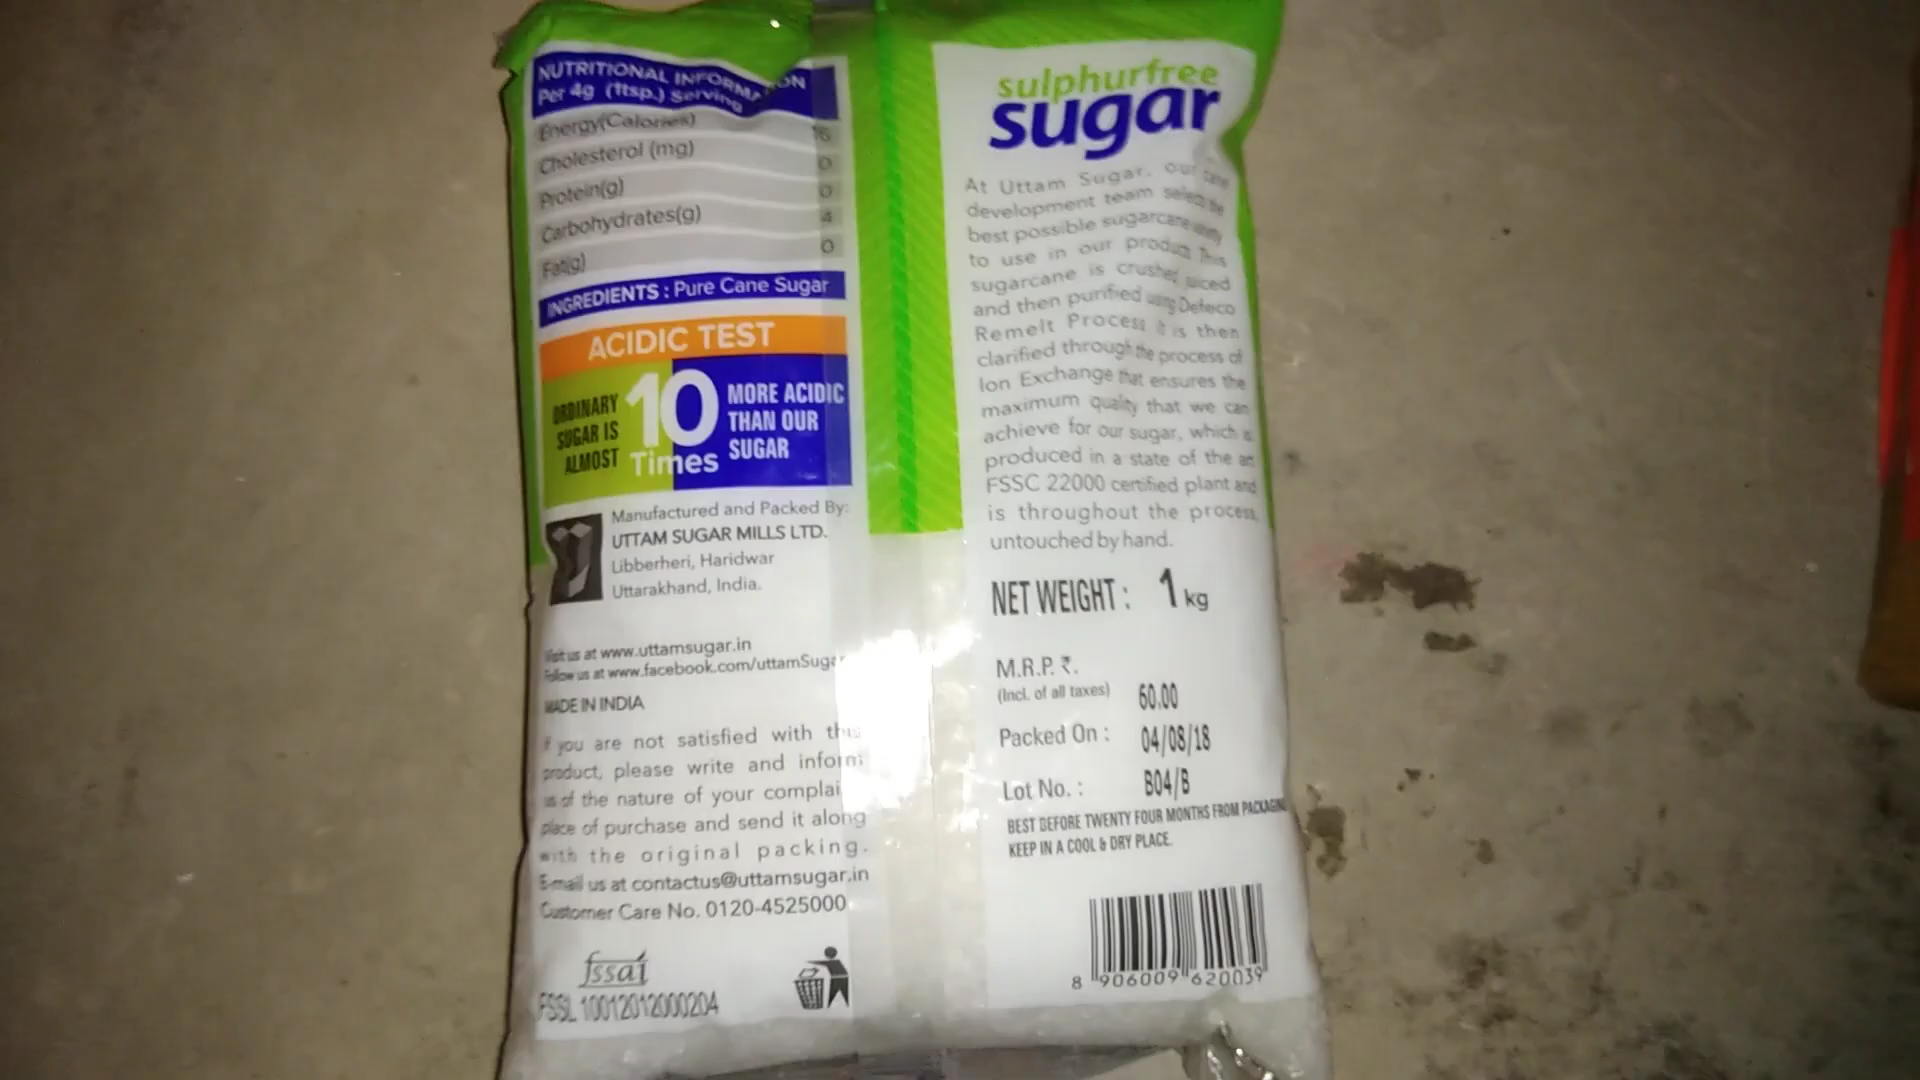 NUTRITIONAL INFORMATION
Per 4g (1tsp.) Serving
Energy(Calories) 16
Cholesterol (mg) 0
Protein(g) 0
Carbohydrates(g) 4
Fat(g) 0
INGREDIENTS : Pure Cane Sugar
ACIDIC TEST
ORDINARY
SUGAR IS
ALMOST
10
Times
MORE ACIDIC
THAN OUR
SUGAR
Manufactured and Packed By:
UTTAM SUGAR MILLS LTD.
Libberheri, Haridwar
Uttarakhand, India.
Visit us at www.uttamsugar.in
Follow us at www.facebook.com/uttamSugar
MADE IN INDIA
If you are not satisfied with this
product, please write and inform
us of the nature of your complai
place of purchase and send it along
with the original packing.
E-mail us at contactus@uttamsugar.in
Customer Care No. 0120-4525000
fssai
FSSL 10012012000204
sulphurfree
sugar
At Uttam Sugar, our cane
development team selects the
best possible sugarcane variety
to use in our product. This
sugarcane is crushed, juiced
and then purified using Defeco
Remelt Process it is then
clarified through the process of
Ion Exchange that ensures the
maximum quality that we can
achieve for our sugar, which is
produced in a state of the art
FSSC 22000 certified plant and
is throughout the process,
untouched by hand.
NET WEIGHT : 1 kg
M.R.P. ₹.
(Incl. of all taxes) 60.00
Packed On : 04/08/18
Lot No. : B04/B
BEST BEFORE TWENTY FOUR MONTHS FROM PACKAGING
KEEP IN A COOL & DRY PLACE.
8 906009 620039